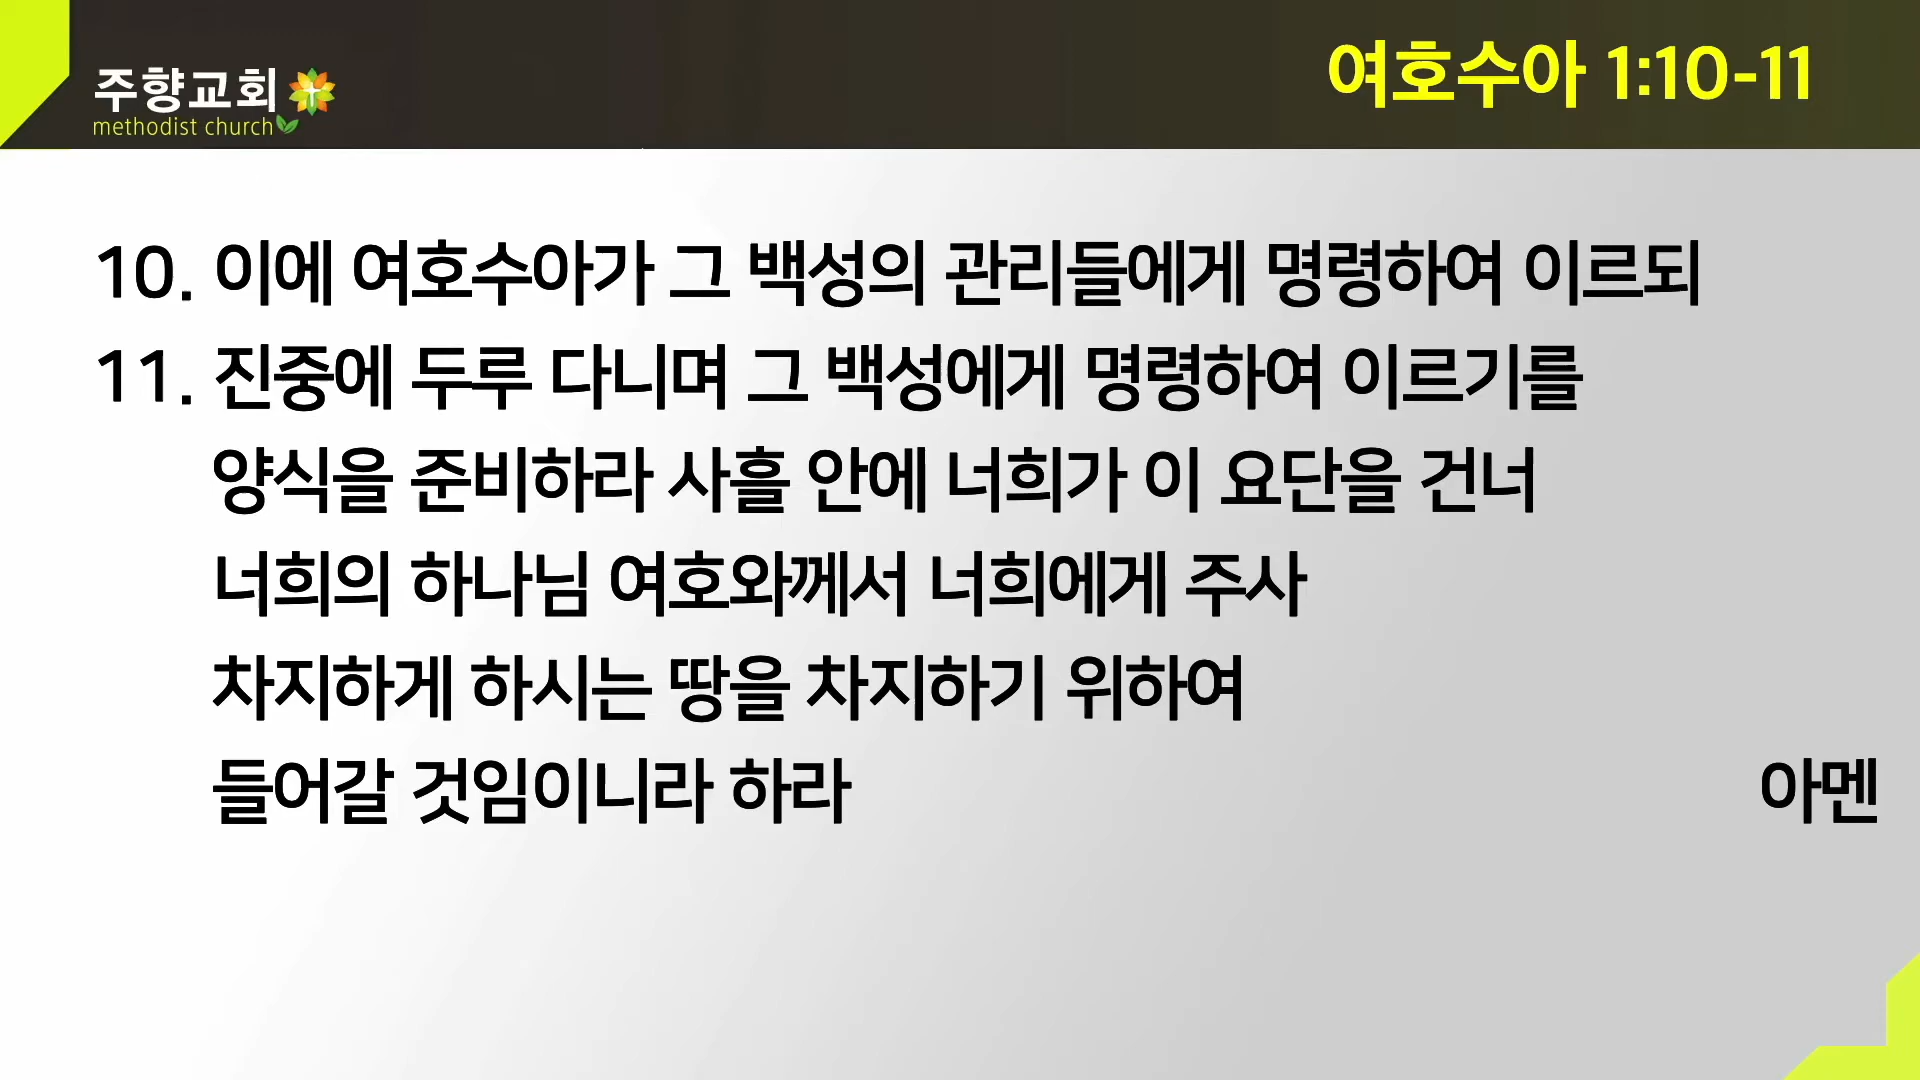 주향교회
methodist church
여호수아 1:10-11
10. 이에 여호수아가 그 백성의 관리들에게 명령하여 이르되
11. 진중에 두루 다니며 그 백성에게 명령하여 이르기를
양식을 준비하라 사흘 안에 너희가 이 요단을 건너
너희의 하나님 여호와께서 너희에게 주사
차지하게 하시는 땅을 차지하기 위하여
들어갈 것임이니라 하라 아멘